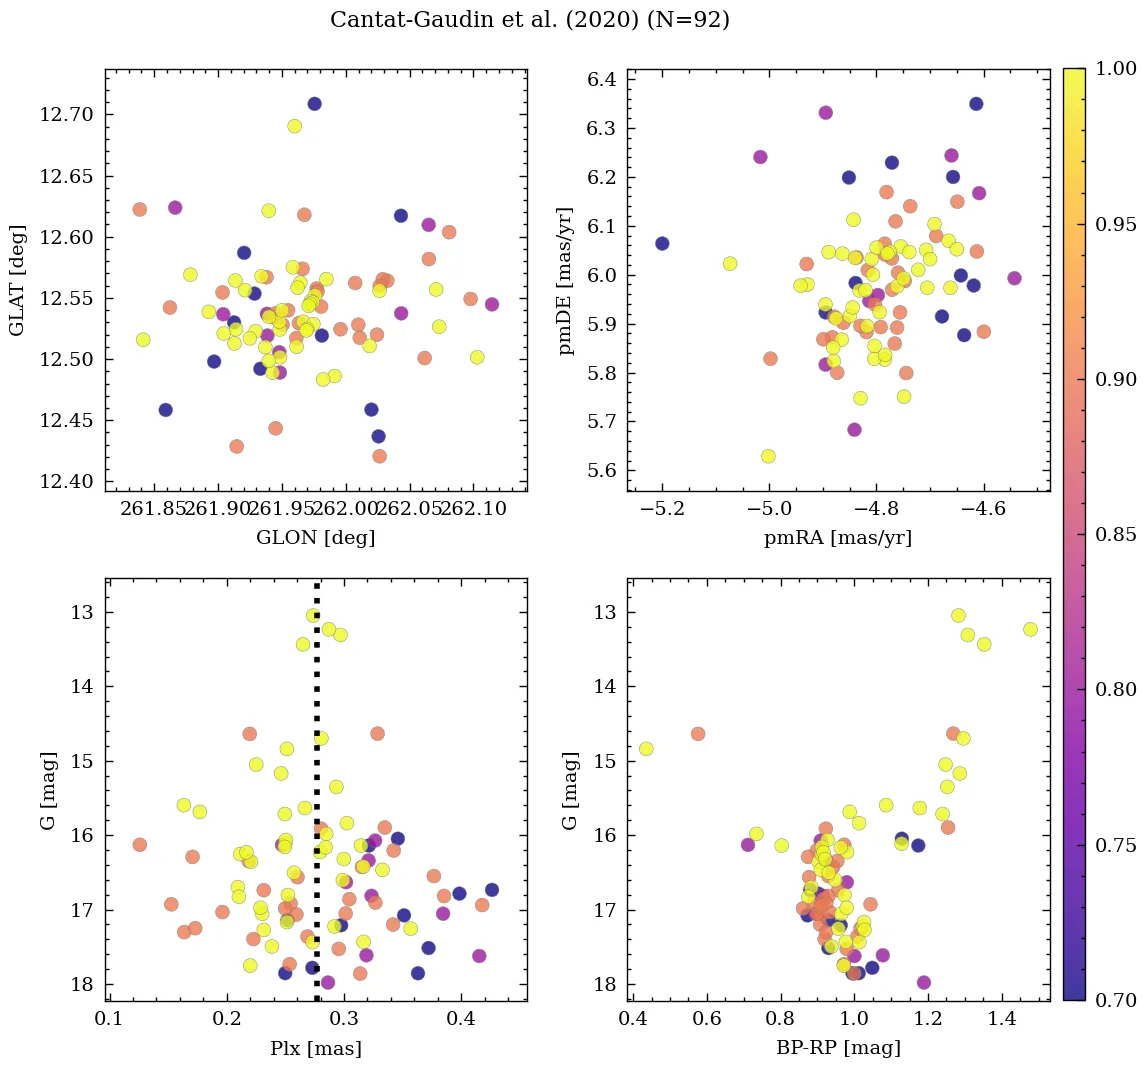 Cantat-Gaudin et al. (2020) (N=92)
12.70
12.65
12.60
12.55
12.50
12.45
12.40
GLAT [deg]
261.85 261.90 261.95 262.00 262.05 262.10
GLON [deg]
6.4
6.3
6.2
6.1
6.0
5.9
5.8
5.7
5.6
pmDE [mas/yr]
−5.2 −5.0 −4.8 −4.6
pmRA [mas/yr]
13
14
15
16
17
18
G [mag]
0.1 0.2 0.3 0.4
Plx [mas]
13
14
15
16
17
18
G [mag]
0.4 0.6 0.8 1.0 1.2 1.4
BP-RP [mag]
1.00
0.95
0.90
0.85
0.80
0.75
0.70